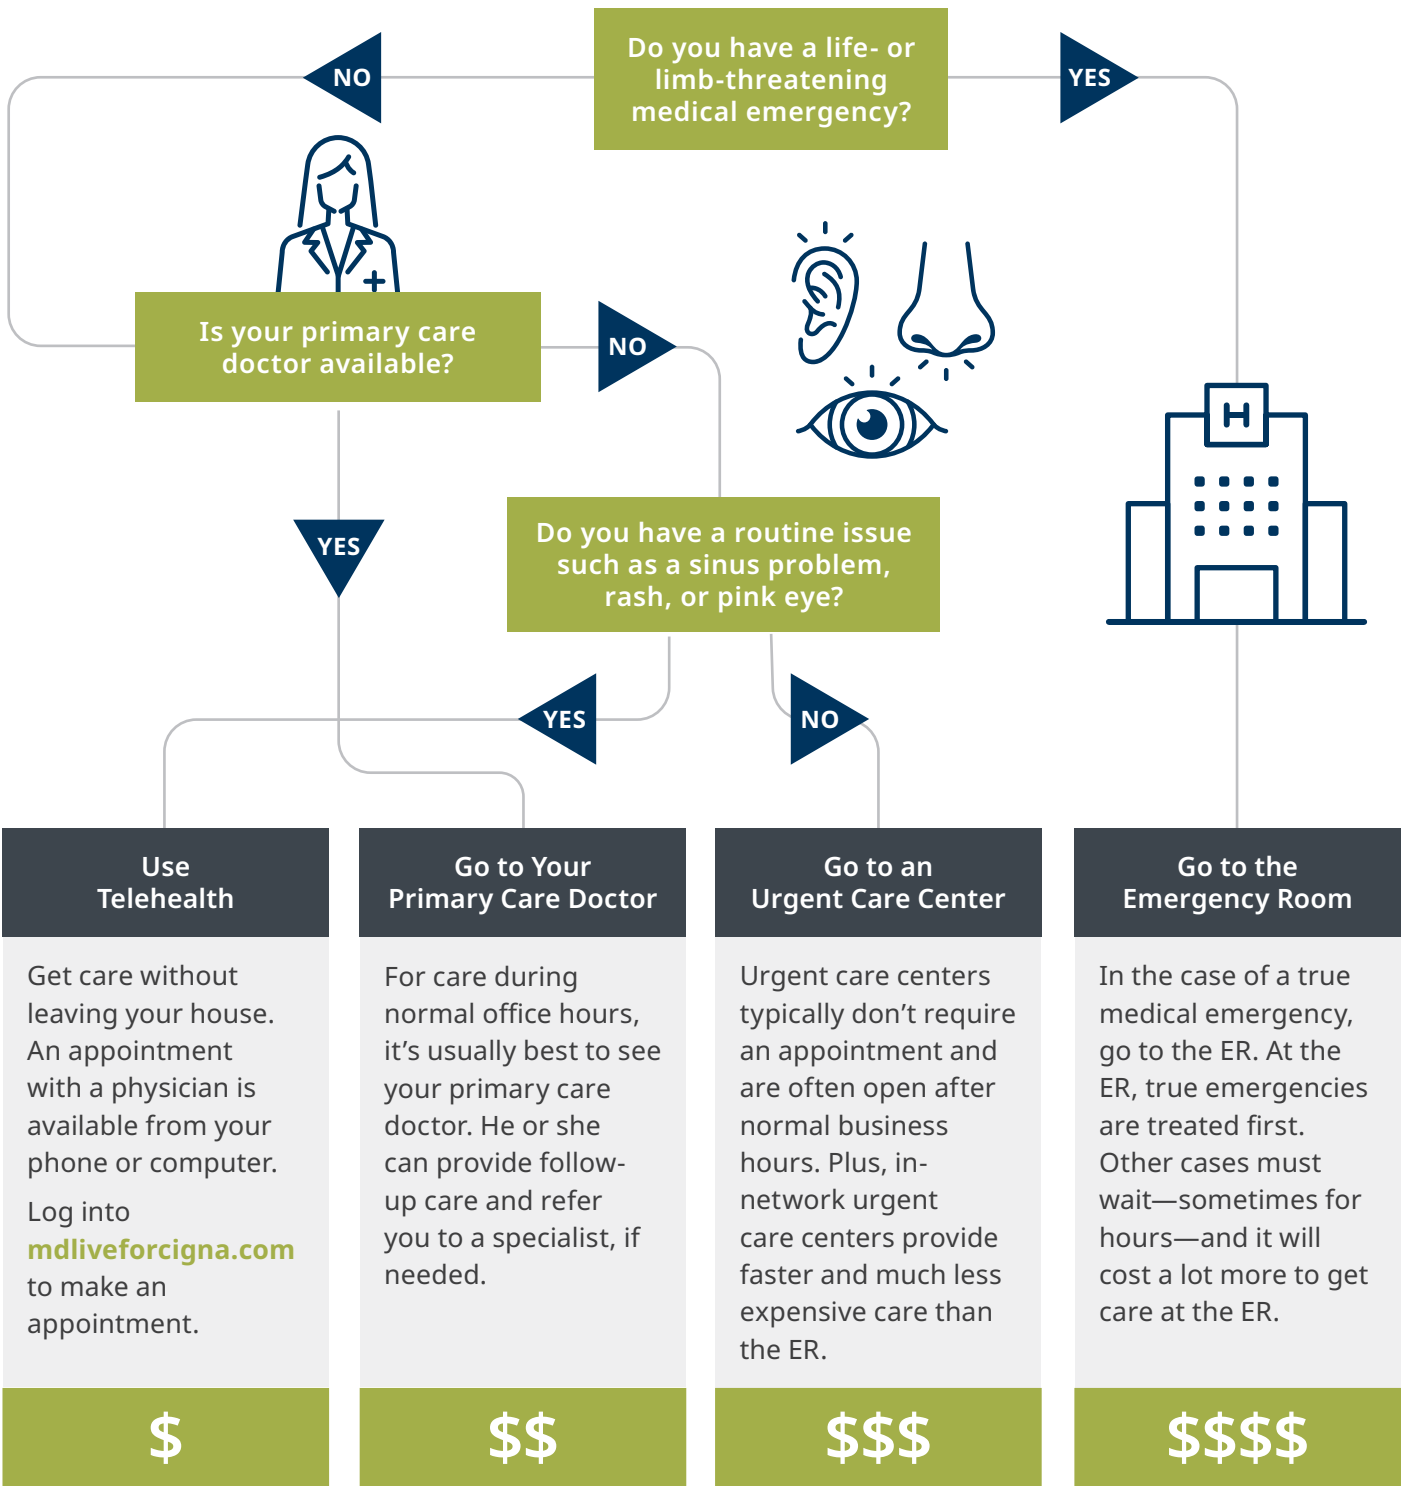 Do you have a life- or
limb-threatening
medical emergency?
NO
YES
Is your primary care
doctor available?
NO
H
YES
Do you have a routine issue
such as a sinus problem,
rash, or pink eye?
YES
NO
Use
Telehealth
Get care without
leaving your house.
An appointment
with a physician is
available from your
phone or computer.
Log into
mdliveforcigna.com
to make an
appointment.
$
Go to Your
Primary Care Doctor
For care during
normal office hours,
it’s usually best to see
your primary care
doctor. He or she
can provide follow-
up care and refer
you to a specialist, if
needed.
$$
Go to an
Urgent Care Center
Urgent care centers
typically don’t require
an appointment and
are often open after
normal business
hours. Plus, in-
network urgent
care centers provide
faster and much less
expensive care than
the ER.
$$$
Go to the
Emergency Room
In the case of a true
medical emergency,
go to the ER. At the
ER, true emergencies
are treated first.
Other cases must
wait—sometimes for
hours—and it will
cost a lot more to get
care at the ER.
$$$$